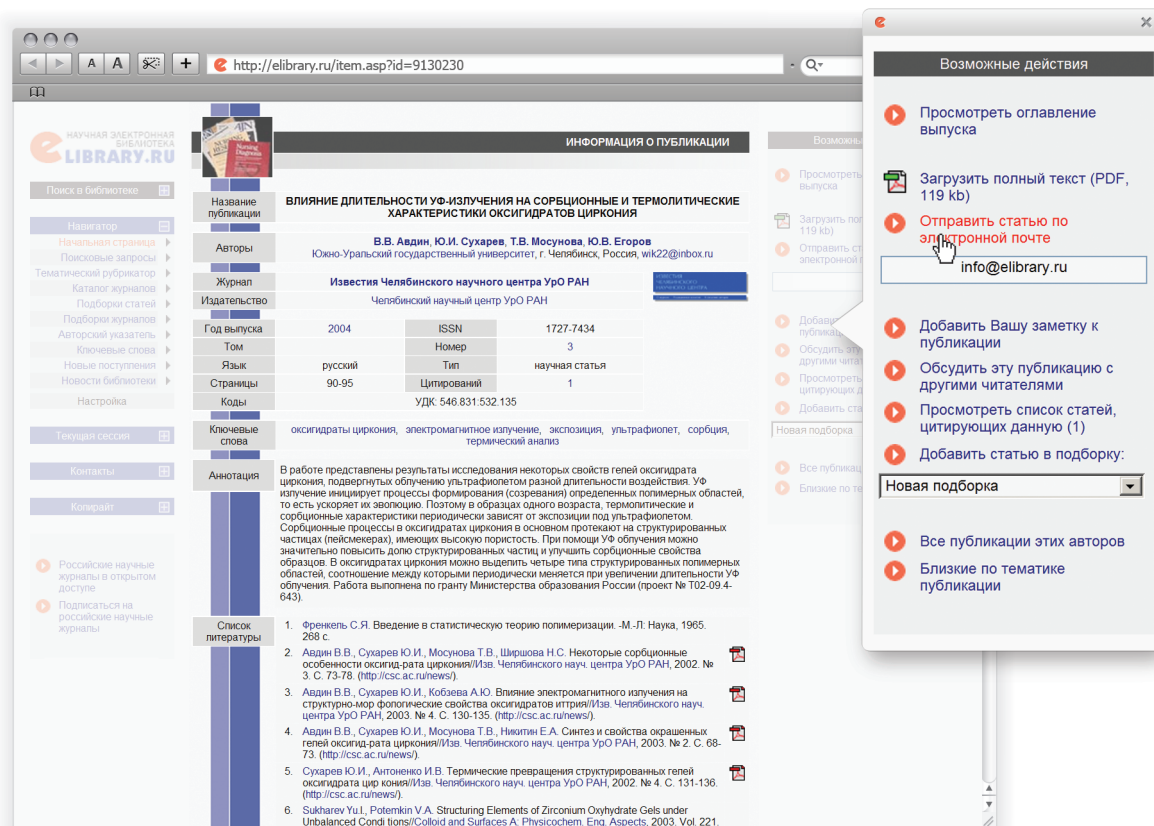 A A
+
http://elibrary.ru/item.asp?id=9130230
Q
НАУЧНАЯ ЭЛЕКТРОННАЯ
БИБЛИОТЕКА
LIBRARY.RU
Поиск в библиотеке
Навигатор
Начальная страница
Поисковые запросы
Тематический рубрикатор
Каталог журналов
Подборки статей
Подборки журналов
Авторский указатель
Ключевые слова
Новые поступления
Новости библиотеки
Настройка
Текущая сессия
Контакты
Копирайт
Российские научные
журналы в открытом
доступе
Подписаться на
российские научные
журналы
ИНФОРМАЦИЯ О ПУБЛИКАЦИИ
Название
публикации
ВЛИЯНИЕ ДЛИТЕЛЬНОСТИ УФ-ИЗЛУЧЕНИЯ НА СОРБЦИОННЫЕ И ТЕРМОЛИТИЧЕСКИЕ
ХАРАКТЕРИСТИКИ ОКСИГИДРАТОВ ЦИРКОНИЯ
Авторы
В.В. Авдин, Ю.И. Сухарев, Т.В. Мосунова, Ю.В. Егоров
Южно-Уральский государственный университет, г. Челябинск, Россия, wik22@inbox.ru
Журнал
Известия Челябинского научного центра УрО РАН
Издательство
Челябинский научный центр УрО РАН
Год выпуска 2004 ISSN 1727-7434
Том Номер 3
Язык русский Тип научная статья
Страницы 90-95 Цитирований 1
Коды УДК: 546.831:532.135
Ключевые
слова
оксигидраты циркония, электромагнитное излучение, экспозиция, ультрафиолет, сорбция,
термический анализ
Аннотация
В работе представлены результаты исследования некоторых свойств гелей оксигидрата
циркония, подвергнутых облучению ультрафиолетом разной длительности воздействия. УФ
излучение инициирует процессы формирования (созревания) определенных полимерных областей,
то есть ускоряет их эволюцию. Поэтому в образцах одного возраста, термолитические и
сорбционные характеристики периодически зависят от экспозиции под ультрафиолетом.
Сорбционные процессы в оксигидратах циркония в основном протекают на структурированных
частицах (пейсмекерах), имеющих высокую пористость. При помощи УФ облучения можно
значительно повысить долю структурированных частиц и улучшить сорбционные свойства
образцов. В оксигидратах циркония можно выделить четыре типа структурированных полимерных
областей, соотношение между которыми периодически меняется при увеличении длительности УФ
облучения. Работа выполнена по гранту Министерства образования России (проект № Т02-09.4-
643).
Список
литературы
1. Френкель С.Я. Введение в статистическую теорию полимеризации. -М.-Л: Наука, 1965.
268 с.
2. Авдин В.В., Сухарев Ю.И., Мосунова Т.В., Ширшова Н.С. Некоторые сорбционные
особенности оксигид-рата циркония//Изв. Челябинского науч. центра УрО РАН, 2002. №
3. С. 73-78. (http://csc.ac.ru/news/).
3. Авдин В.В., Сухарев Ю.И., Кобзева А.Ю. Влияние электромагнитного излучения на
структурно-мор фологические свойства оксигидратов иттрия//Изв. Челябинского науч.
центра УрО РАН, 2003. № 4. С. 130-135. (http://csc.ac.ru/news/).
4. Авдин В.В., Сухарев Ю.И., Мосунова Т.В., Никитин Е.А. Синтез и свойства окрашенных
гелей оксигид-рата циркония//Изв. Челябинского науч. центра УрО РАН, 2003. № 2. С. 68-
73. (http://csc.ac.ru/news/).
5. Сухарев Ю.И., Антоненко И.В. Термические превращения структурированных гелей
оксигидрата цир кония//Изв. Челябинского науч. центра УрО РАН, 2002. № 4. С. 131-136.
(http://csc.ac.ru/news/).
6. Sukharev Yu.I., Potemkin V.A. Structuring Elements of Zirconium Oxyhydrate Gels under
Unbalanced Condi tions//Colloid and Surfaces A: Physicochem. Eng. Aspects, 2003. Vol. 221.
Просмотреть
выпуска
119 kb)
Отправить
Обсудить эту
Просмотреть
Добавить
Новая подборка
Близкие по
Возможные действия
Просмотреть оглавление
выпуска
Загрузить полный текст (PDF,
119 kb)
Отправить статью по
электронной почте
info@elibrary.ru
Добавить Вашу заметку к
публикации
Обсудить эту публикацию с
другими читателями
Просмотреть список статей,
цитирующих данную (1)
Добавить статью в подборку:
Новая подборка
Все публикации этих авторов
Близкие по тематике
публикации